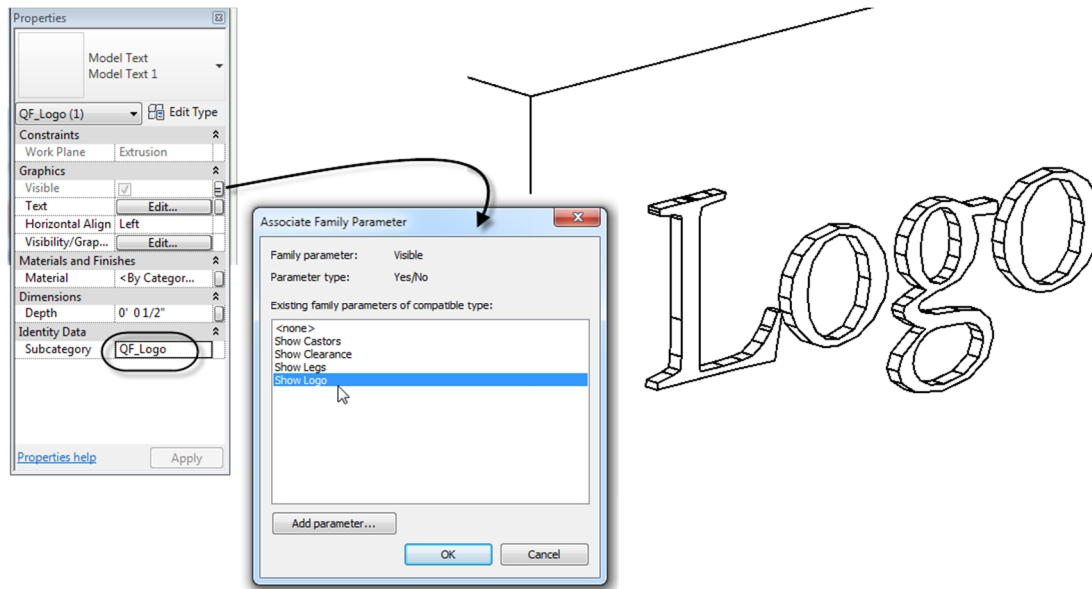 Properties
Model Text
Model Text 1
QF_Logo (1)
Edit Type
Constraints
Work Plane Extrusion
Graphics
Visible
Text Edit...
Horizontal Align Left
Visibility/Grap... Edit...
Materials and Finishes
Material <By Categor...
Dimensions
Depth 0' 0 1/2"
Identity Data
Subcategory QF_Logo
Properties help Apply
Associate Family Parameter
Family parameter: Visible
Parameter type: Yes/No
Existing family parameters of compatible type:
<none>
Show Castors
Show Clearance
Show Legs
Show Logo
Add parameter...
OK Cancel
Logo